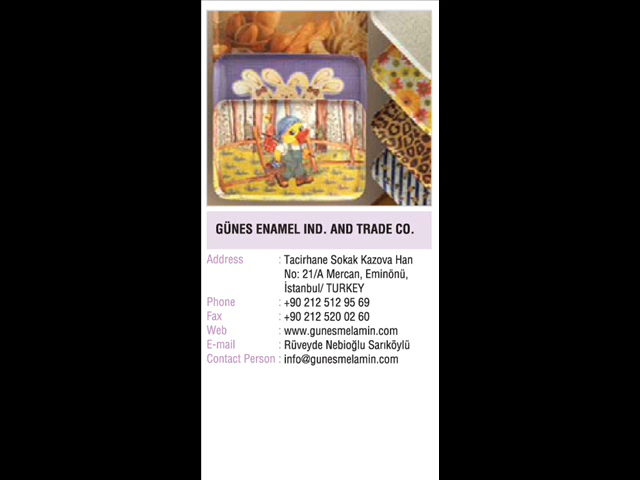 GÜNES ENAMEL IND. AND TRADE CO.
Address : Tacirhane Sokak Kazova Han
No: 21/A Mercan, Eminönü,
İstanbul/ TURKEY
Phone : +90 212 512 95 69
Fax : +90 212 520 02 60
Web : www.gunesmelamin.com
E-mail : Rüveyde Nebioğlu Sarıköylü
Contact Person : info@gunesmelamin.com